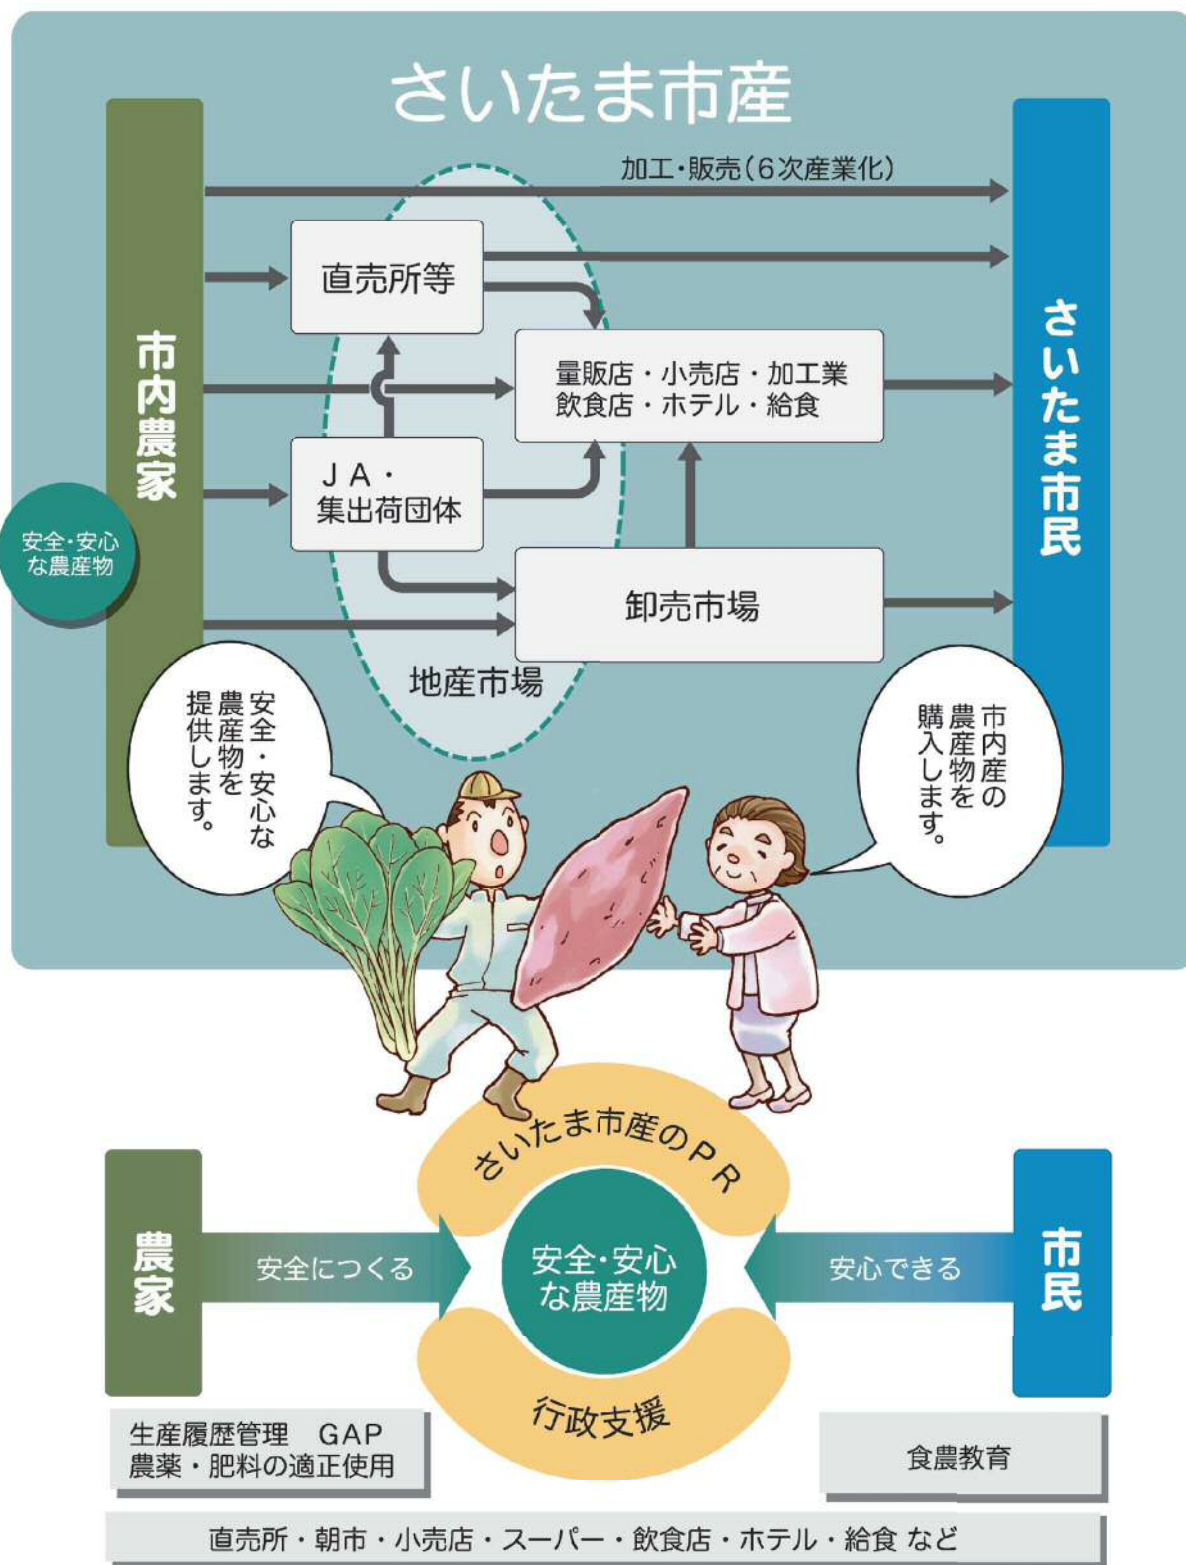 さいたま市産
加工・販売（6次産業化）
市内農家
さいたま市民
直売所等
量販店・小売店・加工業
飲食店・ホテル・給食
ＪＡ・
集出荷団体
安全・安心
な農産物
卸売市場
地産市場
安全・安心な
農産物を
提供します。
市内産の
農産物を
購入します。
さいたま市産のＰＲ
農家
安全につくる
安全・安心
な農産物
安心できる
市民
行政支援
生産履歴管理　GAP
農薬・肥料の適正使用
食農教育
直売所・朝市・小売店・スーパー・飲食店・ホテル・給食 など